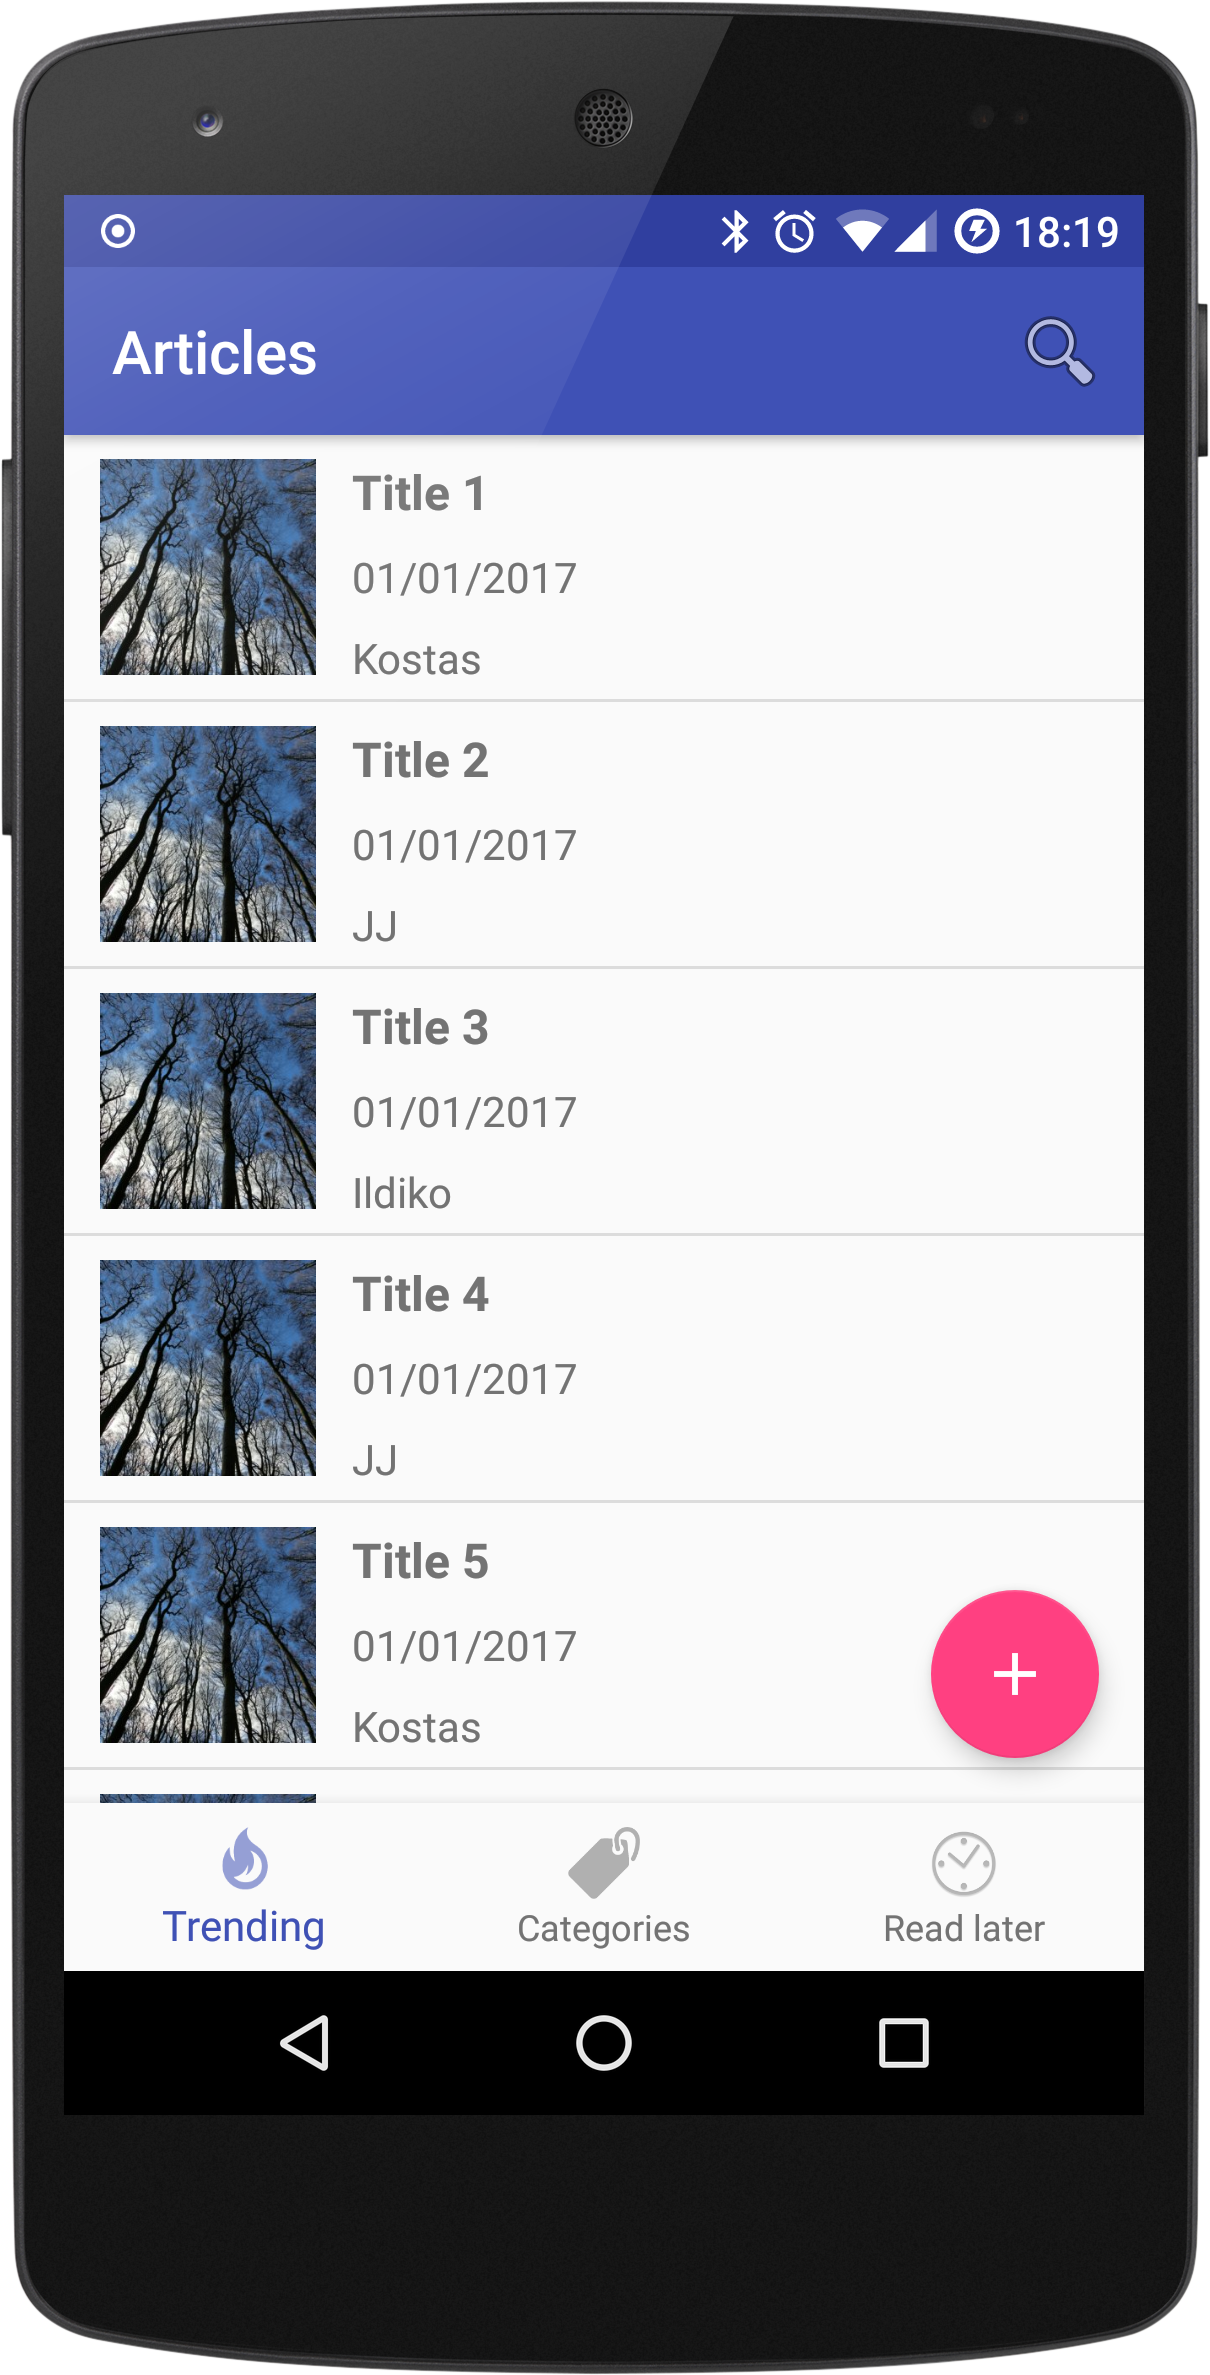 18:19
Articles
Title 1
01/01/2017
Kostas
Title 2
01/01/2017
JJ
Title 3
01/01/2017
Ildiko
Title 4
01/01/2017
JJ
Title 5
01/01/2017
Kostas
Trending
Categories
Read later